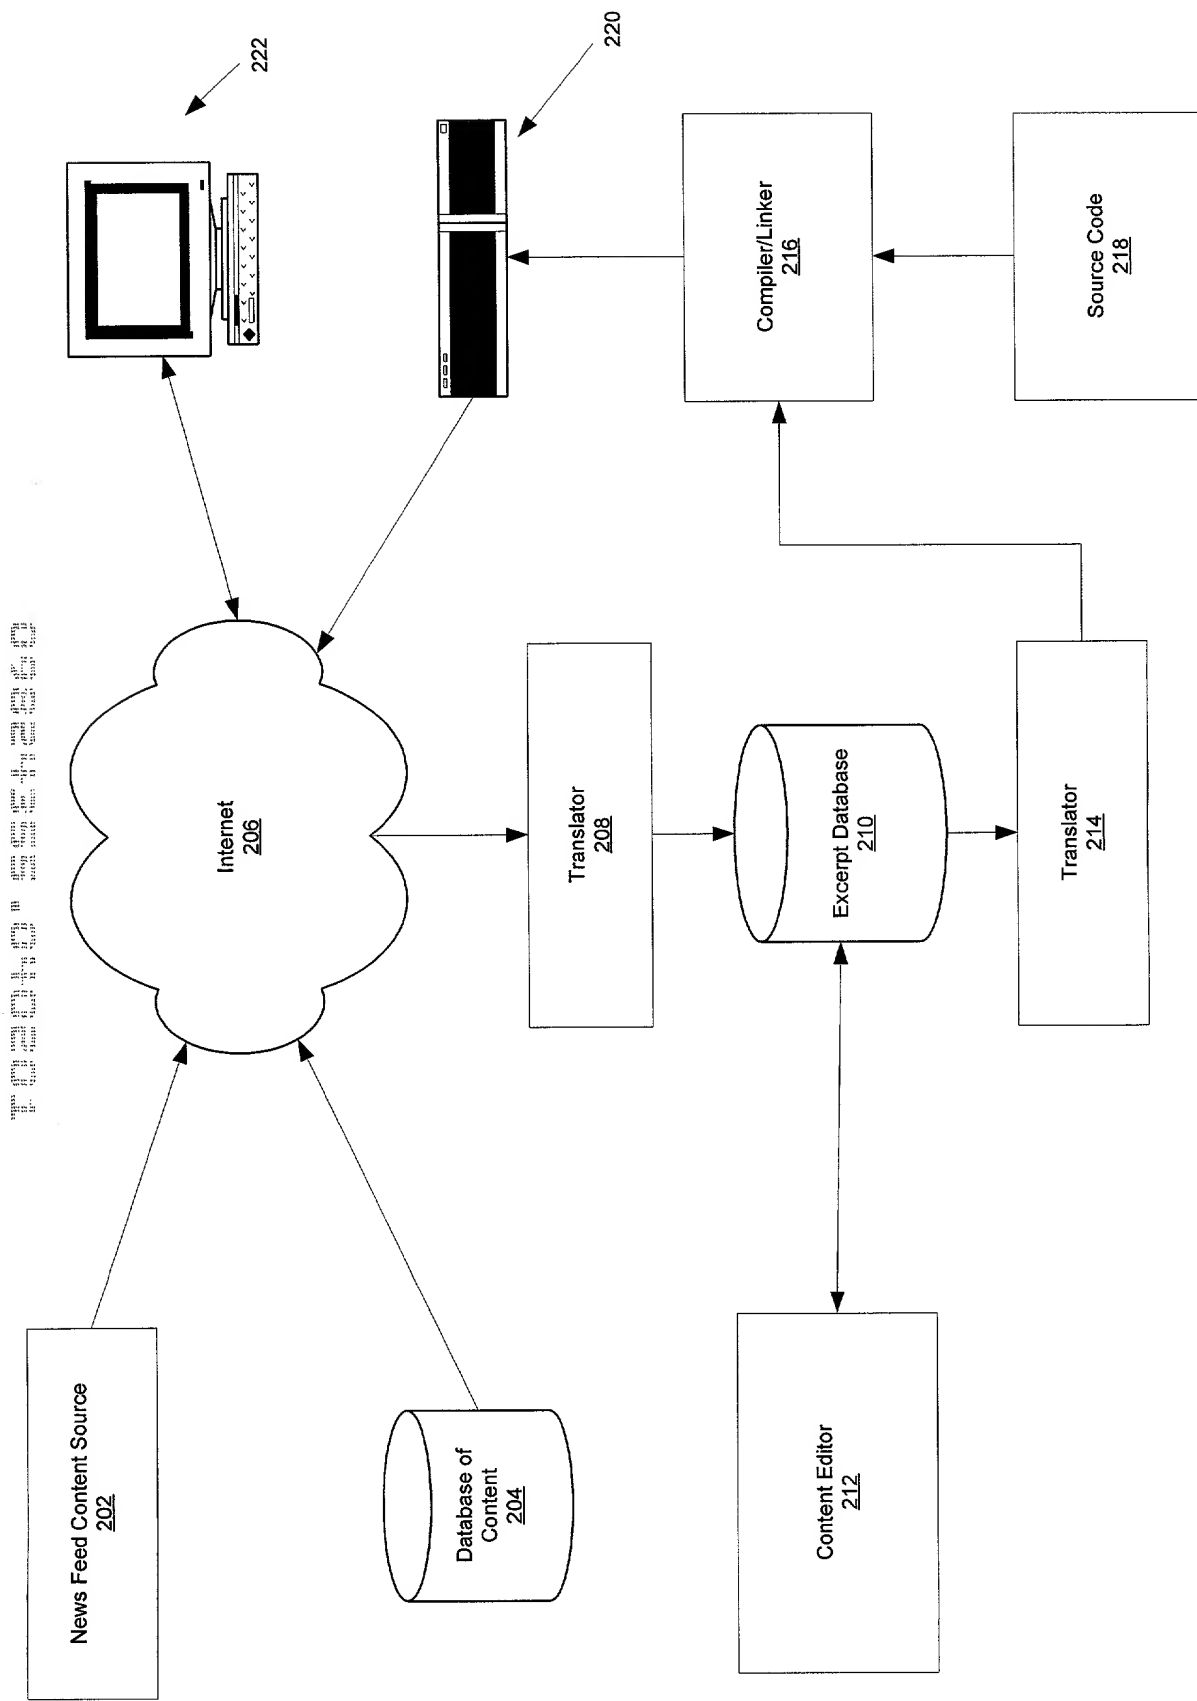 News Feed Content Source
202
Database of
Content
204
Internet
206
222
220
Translator
208
Excerpt Database
210
Content Editor
212
Translator
214
Compiler/Linker
216
Source Code
218